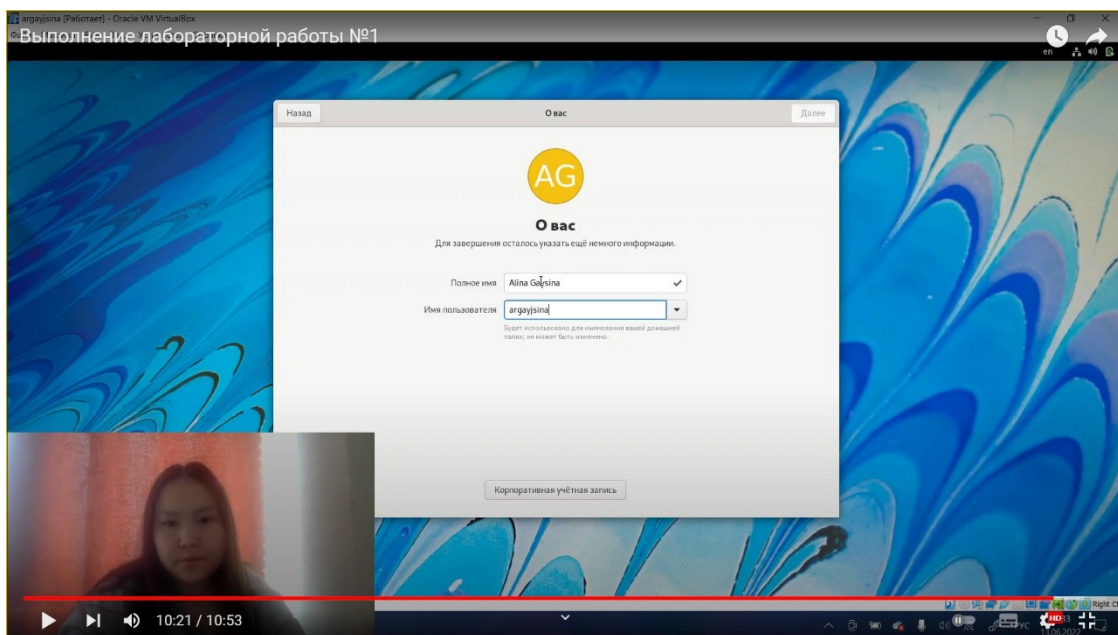 argayjsina [Работает] - Oracle VM VirtualBox
Выполнение лабораторной работы №1
en
Назад
О вас
Далее
AG
О вас
Для завершения осталось указать ещё немного информации.
Полное имя
Alina Gaysina
Имя пользователя
argayjsina
Будет использовано для именования вашей домашней
папки; не может быть изменено.
Корпоративная учётная запись
10:21 / 10:53
HD
Right